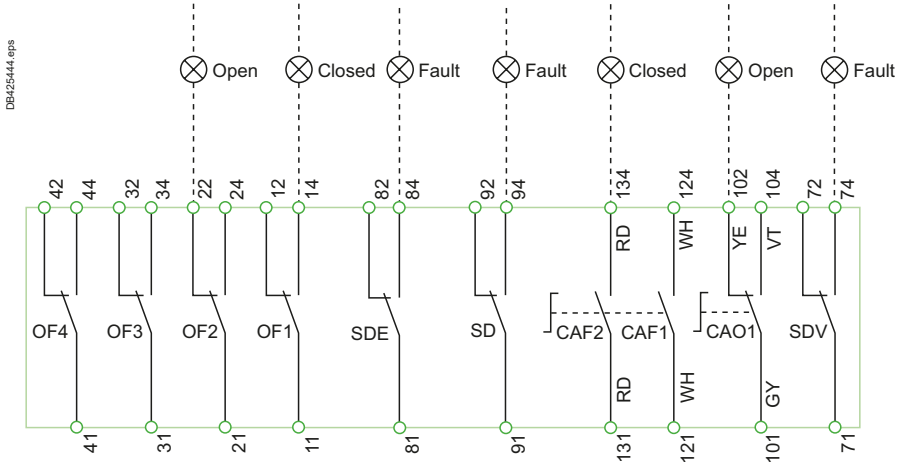 DB425444.eps
Open Closed Fault Fault Closed Open Fault
42 44 32 34 22 24 12 14 82 84 92 94 134 124 102 104 72 74
RD WH YE VT
OF4 OF3 OF2 OF1 SDE SD CAF2 CAF1 CAO1 SDV
RD WH GY
41 31 21 11 81 91 131 121 101 71